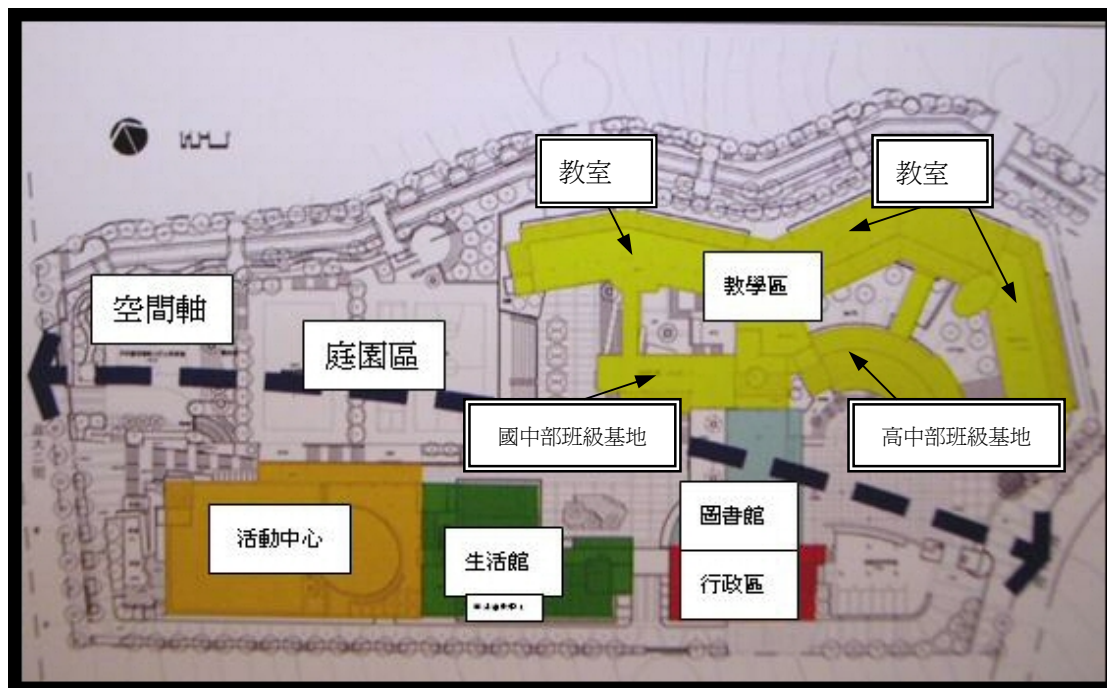 教室
教室
教學區
空間軸
庭園區
國中部班級基地
高中部班級基地
圖書館
活動中心
生活館
行政區